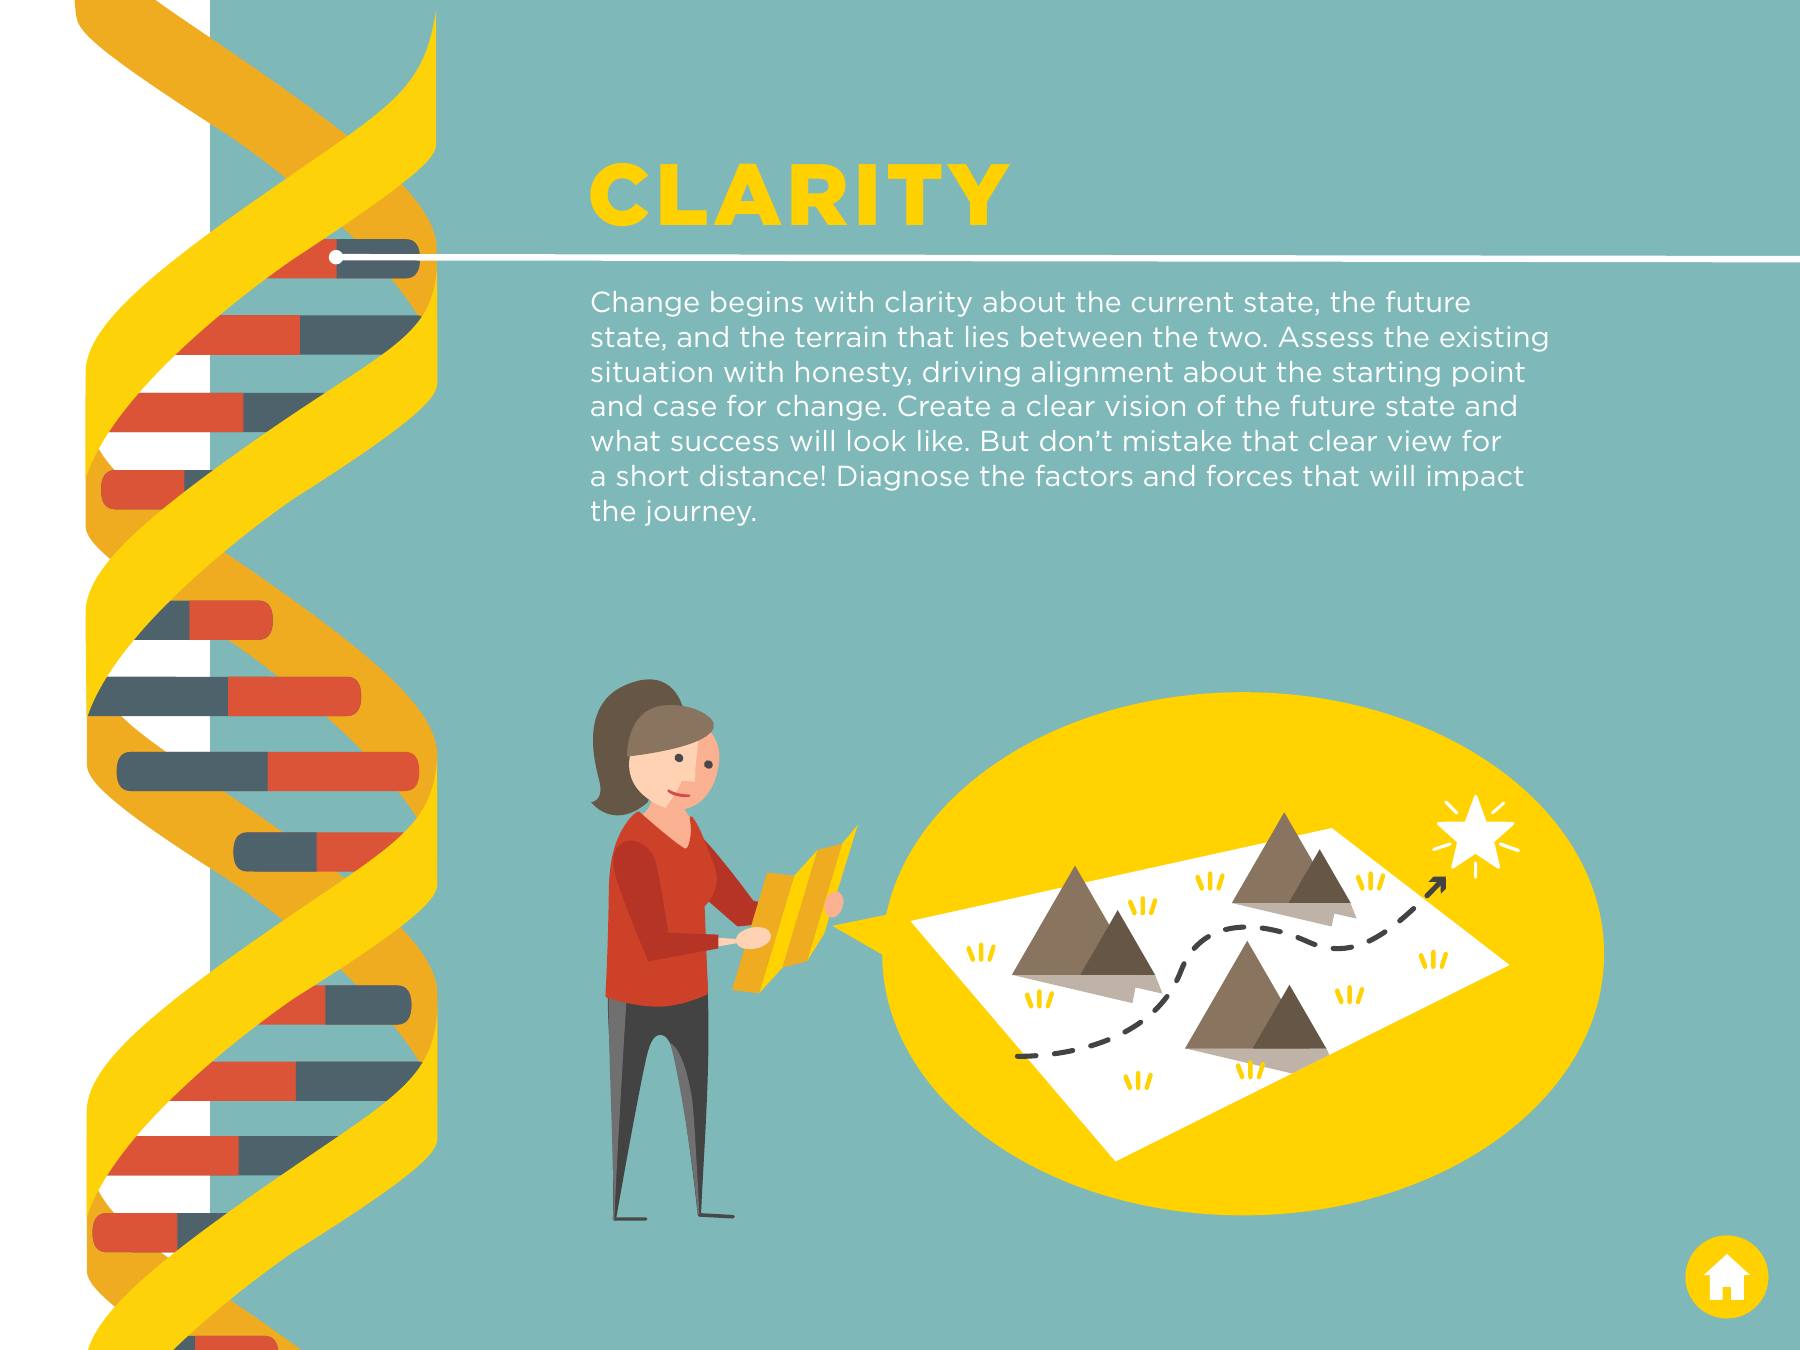 CLARITY
Change begins with clarity about the current state, the future
state, and the terrain that lies between the two. Assess the existing
situation with honesty, driving alignment about the starting point
and case for change. Create a clear vision of the future state and
what success will look like. But don’t mistake that clear view for
a short distance! Diagnose the factors and forces that will impact
the journey.